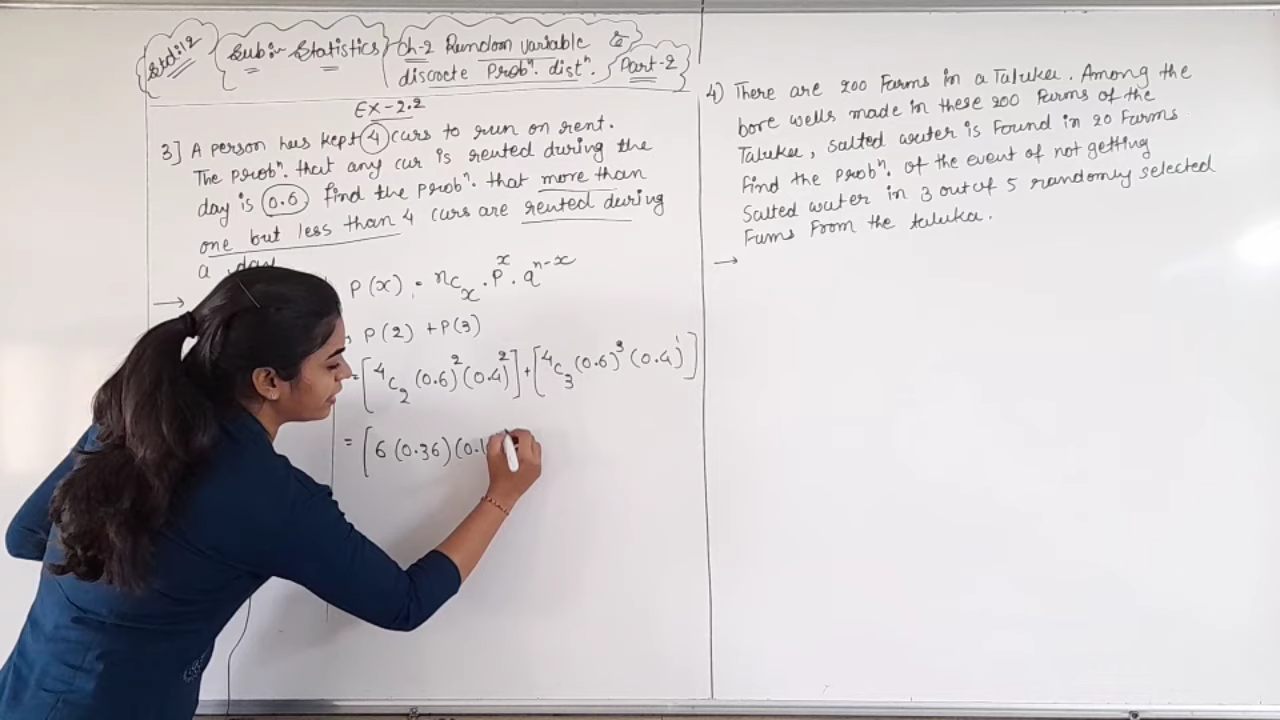 Std:12
Sub:- Statistics
Ch-2 Random variable &
discrete Probⁿ. distⁿ.
Part-2
EX-2.2
3] A person has kept 4 cars to run on rent.
The probⁿ. that any car is rented during the
day is 0.6 find the probⁿ. that more than
one but less than 4 cars are rented during
a day
→ P(x) = nCx . P^x . q^(n-x)
P(2) + P(3)
= [⁴C₂ (0.6)² (0.4)²] + [⁴C₃ (0.6)³ (0.4)¹]
= [6 (0.36) (0.1
4) There are 200 Farms in a Taluka. Among the
bore wells made in these 200 Farms of the
Taluka, salted water is Found in 20 Farms
Find the probⁿ. of the event of not getting
Salted water in 3 out of 5 randomly selected
Fums From the taluka.
→